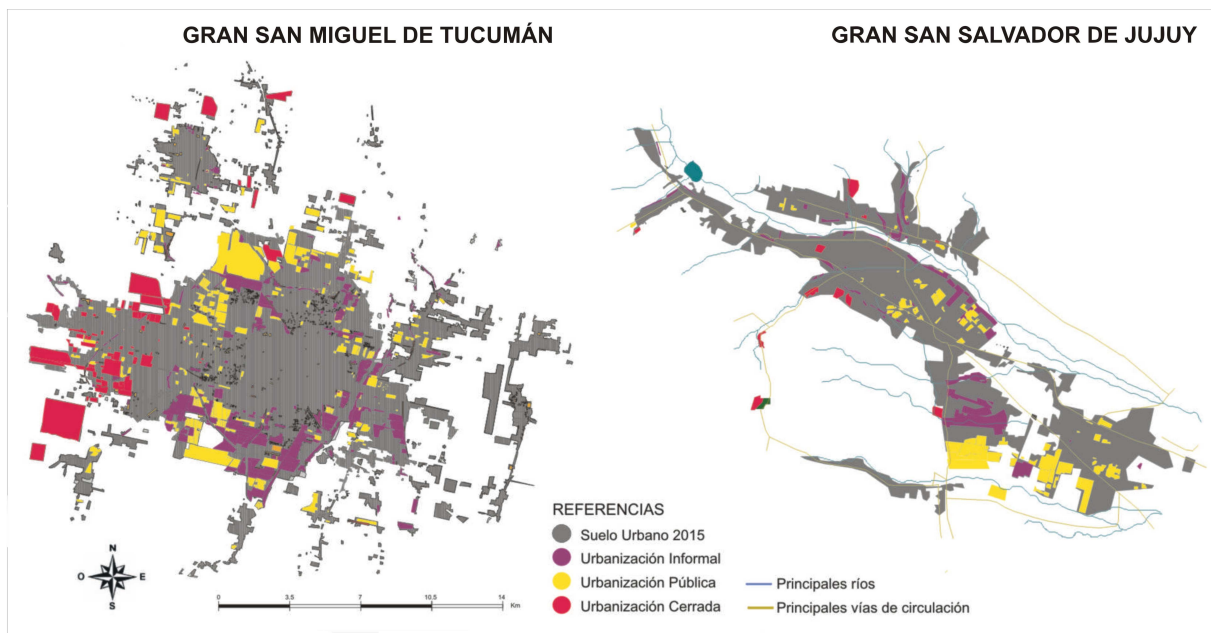 GRAN SAN MIGUEL DE TUCUMÁN
GRAN SAN SALVADOR DE JUJUY
REFERENCIAS
Suelo Urbano 2015
Urbanización Informal
Urbanización Pública
Urbanización Cerrada
Principales ríos
Principales vías de circulación
N
O E
S
0 3.5 7 10.5 14
Km